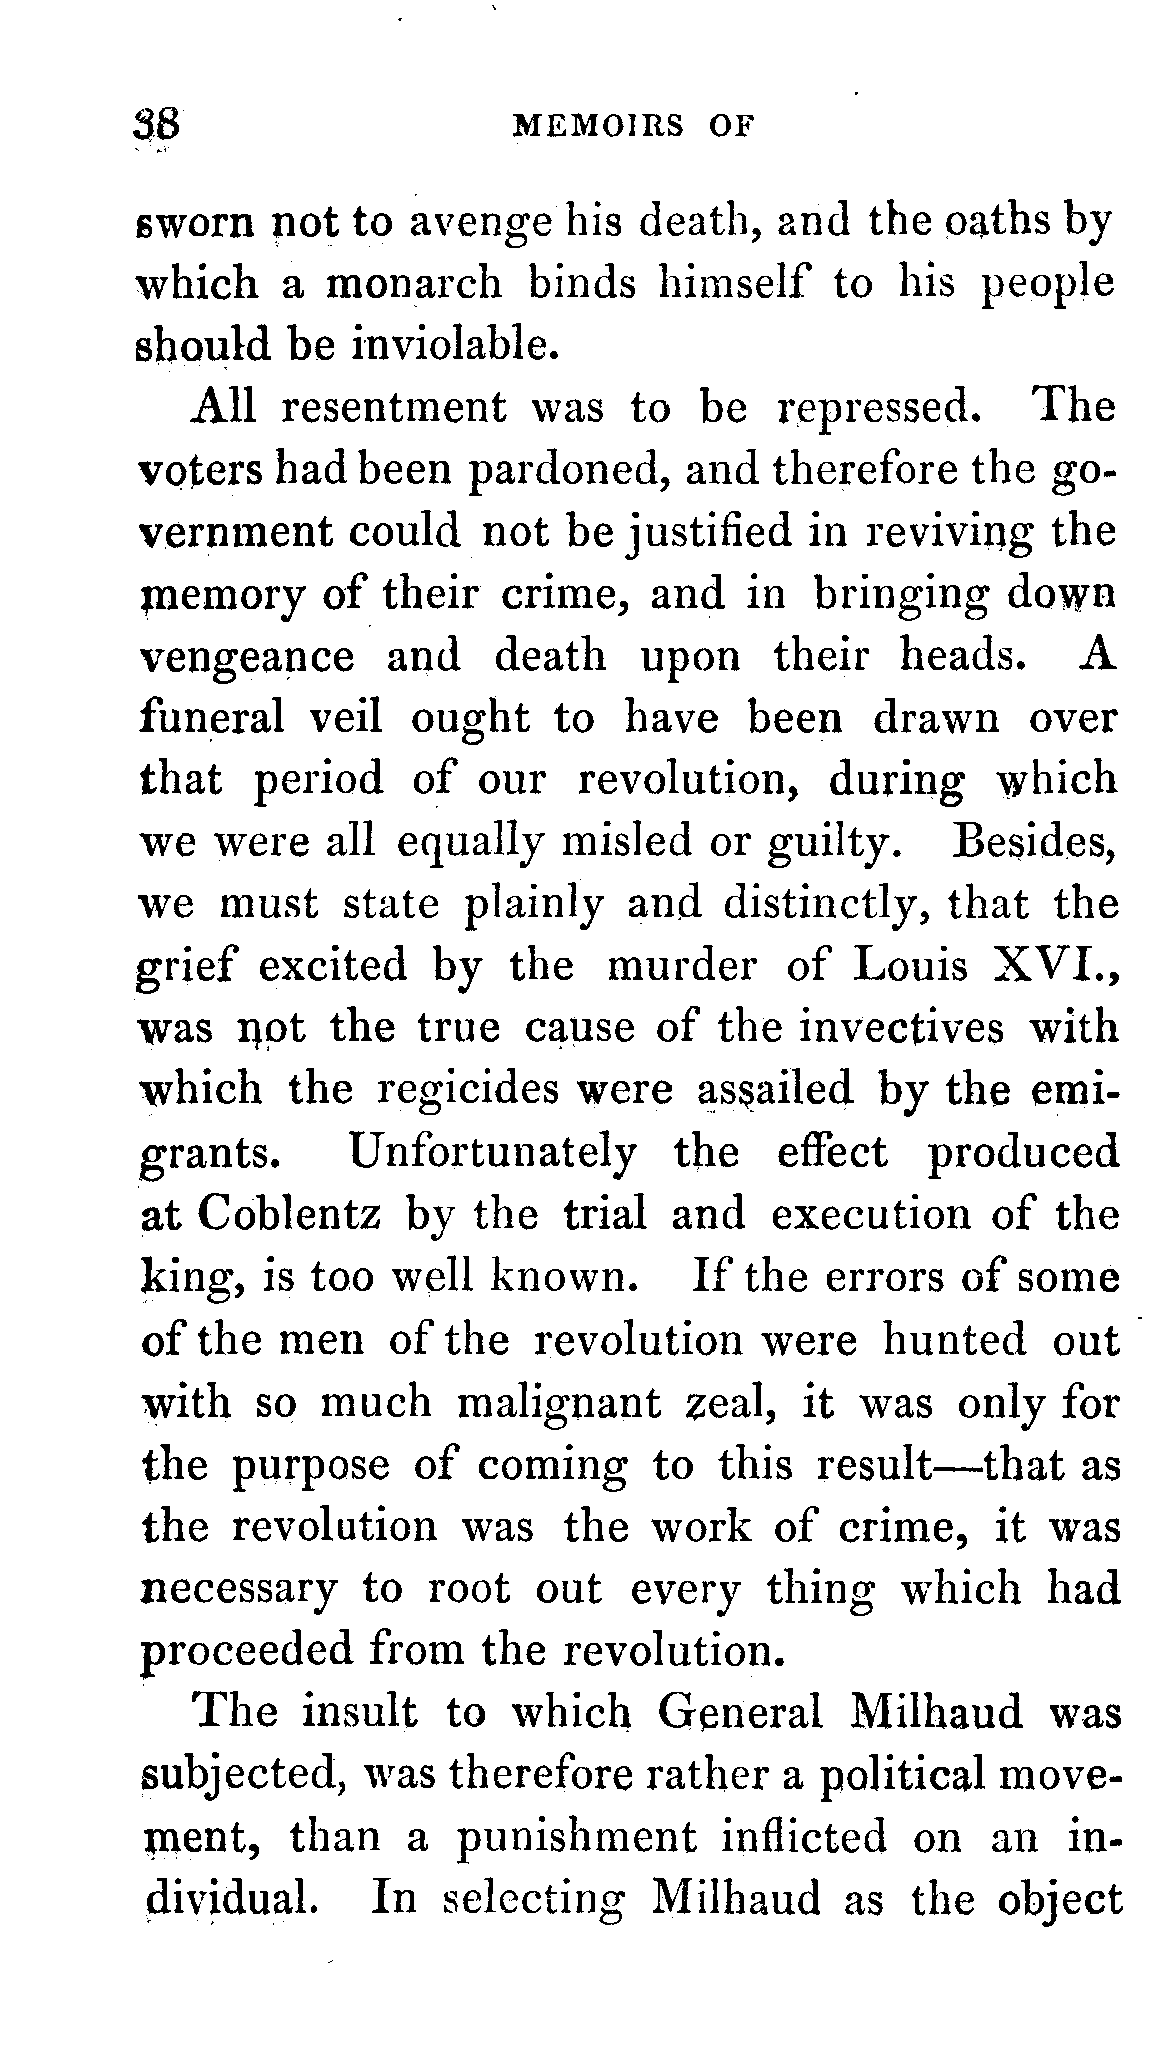 38 MEMOIRS OF
sworn not to avenge his death, and the oaths by
which a monarch binds himself to his people
should be inviolable.
All resentment was to be repressed. The
voters had been pardoned, and therefore the go-
vernment could not be justified in reviving the
memory of their crime, and in bringing down
vengeance and death upon their heads. A
funeral veil ought to have been drawn over
that period of our revolution, during which
we were all equally misled or guilty. Besides,
we must state plainly and distinctly, that the
grief excited by the murder of Louis XVI.,
was not the true cause of the invectives with
which the regicides were assailed by the emi-
grants. Unfortunately the effect produced
at Coblentz by the trial and execution of the
king, is too well known. If the errors of some
of the men of the revolution were hunted out
with so much malignant zeal, it was only for
the purpose of coming to this result—that as
the revolution was the work of crime, it was
necessary to root out every thing which had
proceeded from the revolution.
The insult to which General Milhaud was
subjected, was therefore rather a political move-
ment, than a punishment inflicted on an in-
dividual. In selecting Milhaud as the object